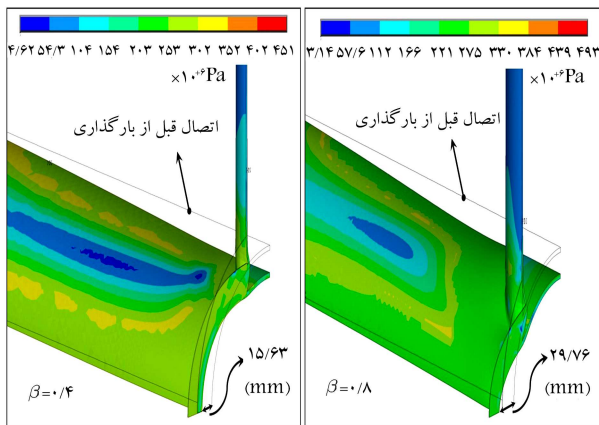 ۴/۶۲ ۵۴/۳ ۱۰۴ ۱۵۴ ۲۰۳ ۲۵۳ ۳۰۲ ۳۵۲ ۴۰۲ ۴۵۱
×۱۰⁺⁶Pa
اتصال قبل از بارگذاری
۱۵/۶۳
(mm)
β=۰/۴
۳/۱۴ ۵۷/۶ ۱۱۲ ۱۶۶ ۲۲۱ ۲۷۵ ۳۳۰ ۳۸۴ ۴۳۹ ۴۹۳
×۱۰⁺⁶Pa
اتصال قبل از بارگذاری
۲۹/۷۶
(mm)
β=۰/۸